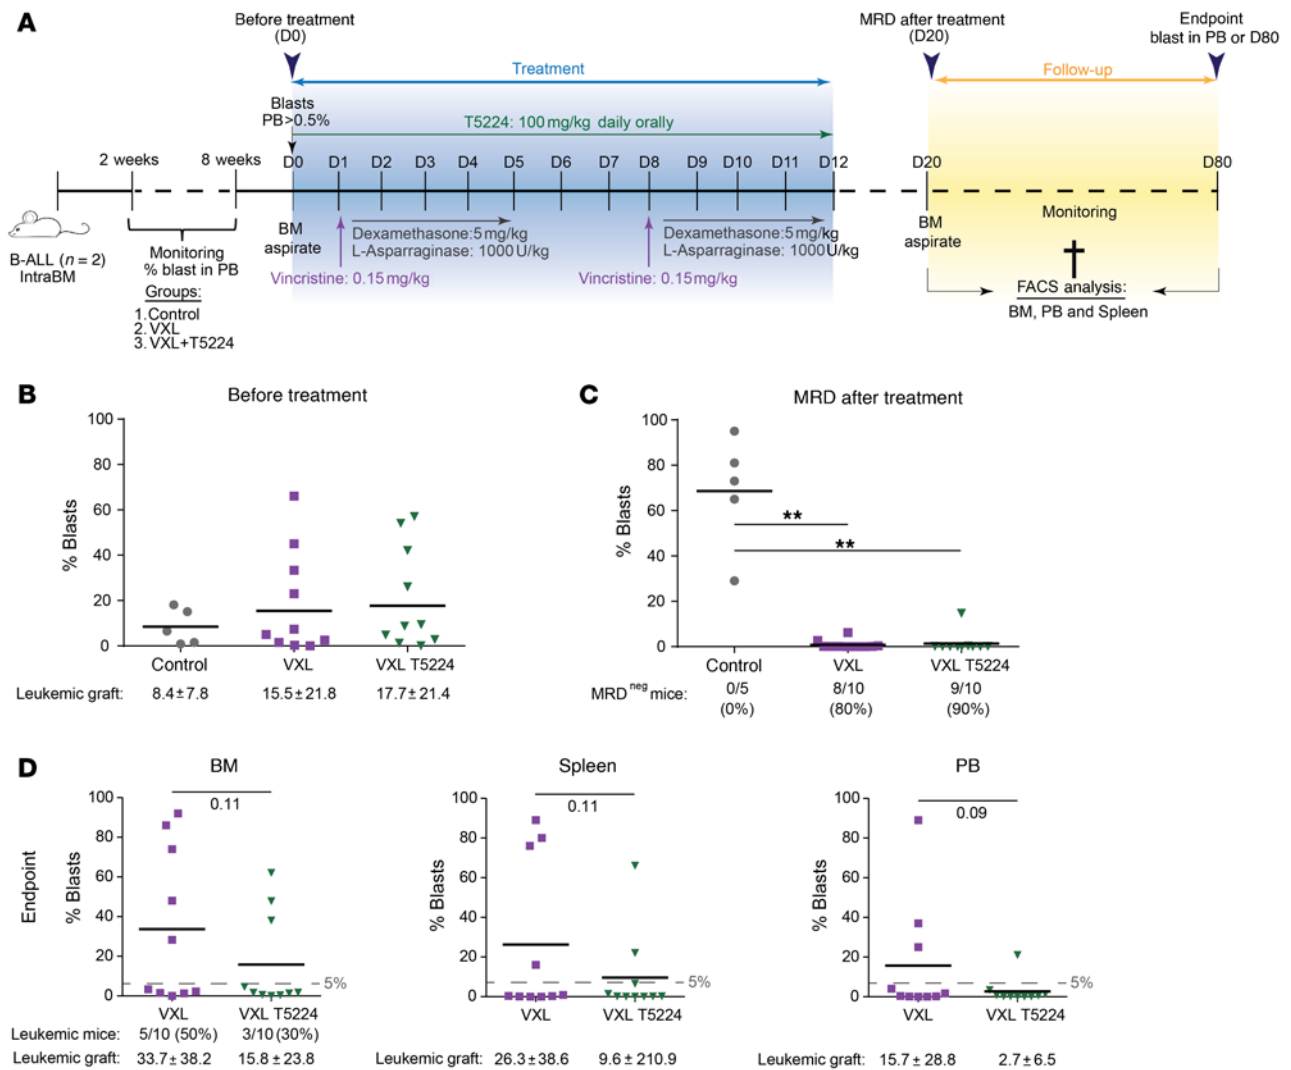 A
Before treatment
(D0)
MRD after treatment
(D20)
Endpoint
blast in PB or D80
Treatment
Follow-up
Blasts
PB>0.5%
T5224: 100 mg/kg daily orally
2 weeks
8 weeks
D0 D1 D2 D3 D4 D5 D6 D7 D8 D9 D10 D11 D12
D20
D80
B-ALL (n = 2)
IntraBM
Monitoring
% blast in PB
Groups:
1. Control
2. VXL
3. VXL+T5224
BM
aspirate
Dexamethasone: 5 mg/kg
L-Asparraginase: 1000 U/kg
Vincristine: 0.15 mg/kg
Dexamethasone: 5 mg/kg
L-Asparraginase: 1000 U/kg
Vincristine: 0.15 mg/kg
BM
aspirate
Monitoring
FACS analysis:
BM, PB and Spleen
B
Before treatment
% Blasts
100
80
60
40
20
0
Control VXL VXL T5224
Leukemic graft: 8.4±7.8 15.5±21.8 17.7±21.4
C
MRD after treatment
% Blasts
100
80
60
40
20
0
**
**
Control VXL VXL T5224
MRD neg mice: 0/5 8/10 9/10
(0%) (80%) (90%)
D
Endpoint
BM
% Blasts
100
80
60
40
20
0
0.11
5%
VXL VXL T5224
Leukemic mice: 5/10 (50%) 3/10 (30%)
Leukemic graft: 33.7±38.2 15.8±23.8
Spleen
% Blasts
100
80
60
40
20
0
0.11
5%
VXL VXL T5224
Leukemic graft: 26.3±38.6 9.6±210.9
PB
% Blasts
100
80
60
40
20
0
0.09
5%
VXL VXL T5224
Leukemic graft: 15.7±28.8 2.7±6.5